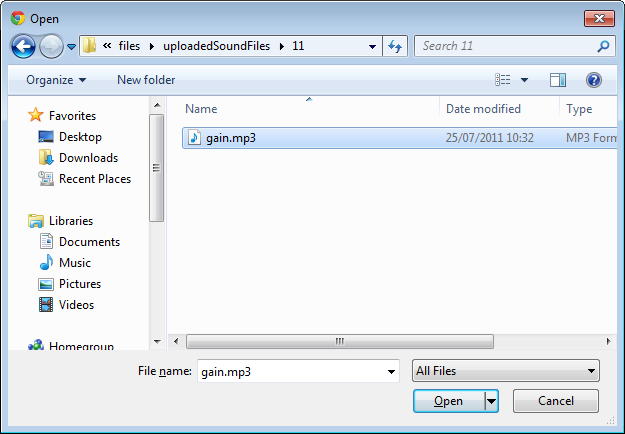 Open
« files ▸ uploadedSoundFiles ▸ 11
Search 11
Organize New folder
Name Date modified Type
gain.mp3 25/07/2011 10:32 MP3 Form
Favorites
Desktop
Downloads
Recent Places
Libraries
Documents
Music
Pictures
Videos
Homegroup
File name: gain.mp3 All Files
Open Cancel